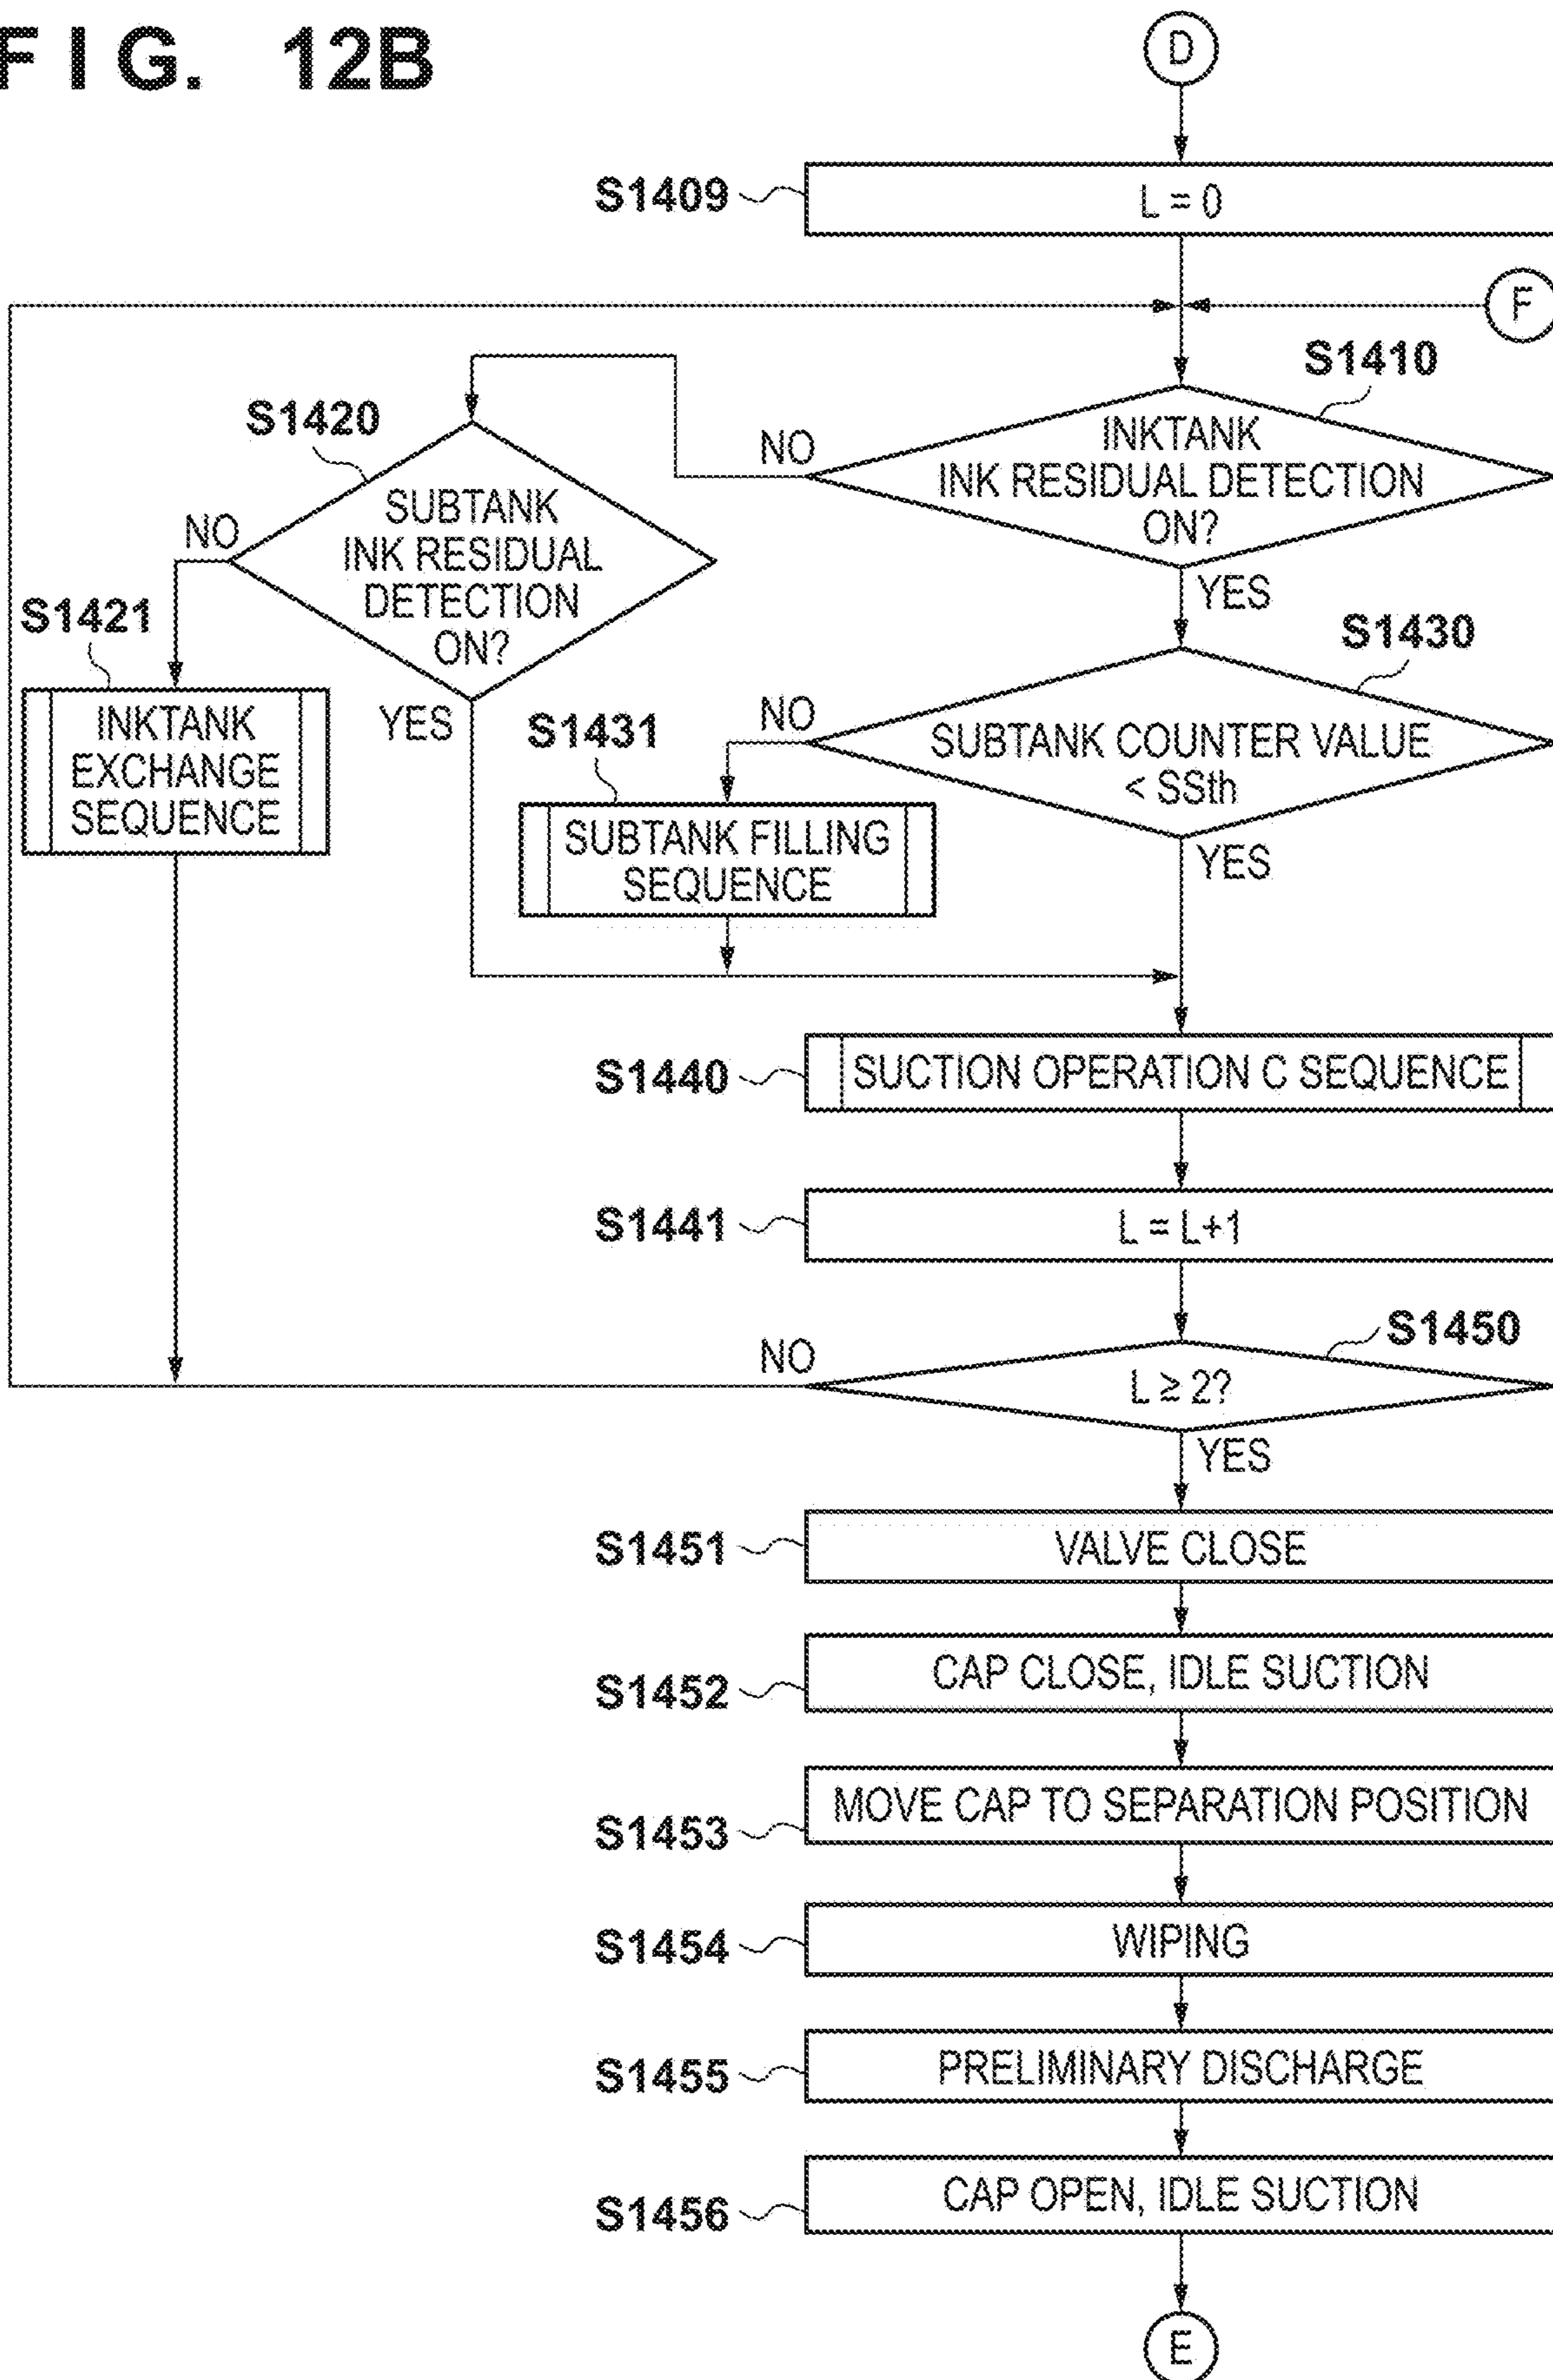 FIG. 12B
D
S1409
L = 0
F
S1410
INKTANK
INK RESIDUAL DETECTION
ON?
NO
YES
S1420
SUBTANK
INK RESIDUAL
DETECTION
ON?
NO
YES
S1421
INKTANK
EXCHANGE
SEQUENCE
S1430
SUBTANK COUNTER VALUE
< SSth
NO
YES
S1431
SUBTANK FILLING
SEQUENCE
S1440
SUCTION OPERATION C SEQUENCE
S1441
L = L+1
S1450
L ≧ 2?
NO
YES
S1451
VALVE CLOSE
S1452
CAP CLOSE, IDLE SUCTION
S1453
MOVE CAP TO SEPARATION POSITION
S1454
WIPING
S1455
PRELIMINARY DISCHARGE
S1456
CAP OPEN, IDLE SUCTION
E